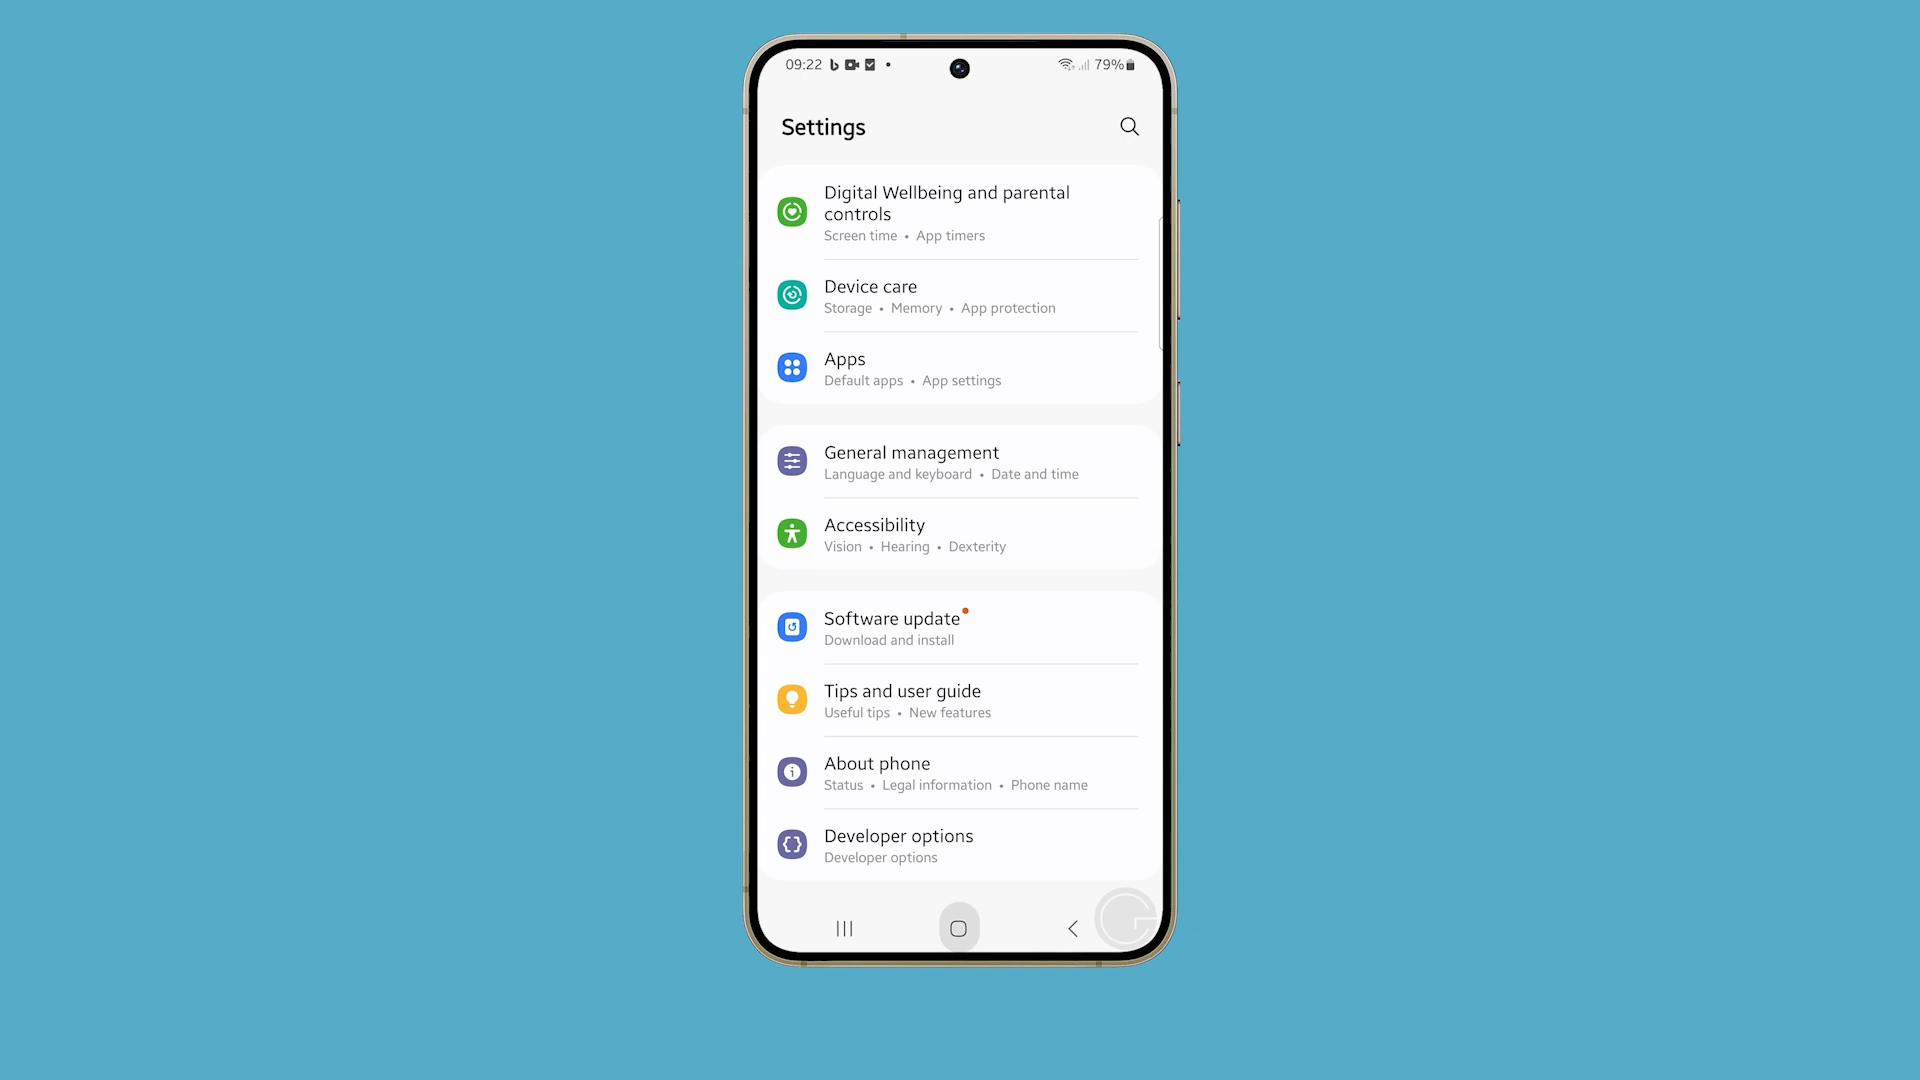 09:22
79%
Settings
Digital Wellbeing and parental
controls
Screen time • App timers
Device care
Storage • Memory • App protection
Apps
Default apps • App settings
General management
Language and keyboard • Date and time
Accessibility
Vision • Hearing • Dexterity
Software update
Download and install
Tips and user guide
Useful tips • New features
About phone
Status • Legal information • Phone name
Developer options
Developer options